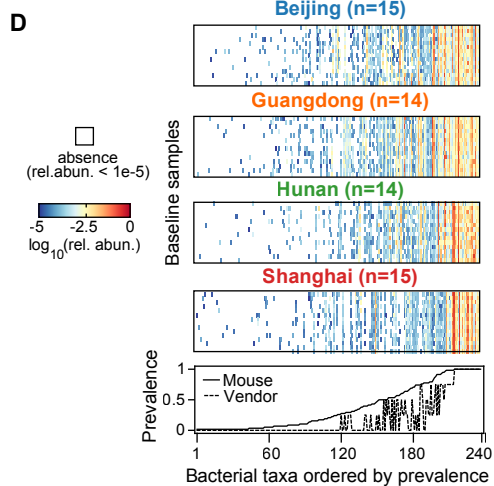 D
Beijing (n=15)
Guangdong (n=14)
Hunan (n=14)
Shanghai (n=15)
Baseline samples
absence
(rel.abun. < 1e-5)
-5 -2.5 0
log10(rel. abun.)
Prevalence
1
0.5
0
Mouse
Vendor
1 60 120 180 240
Bacterial taxa ordered by prevalence